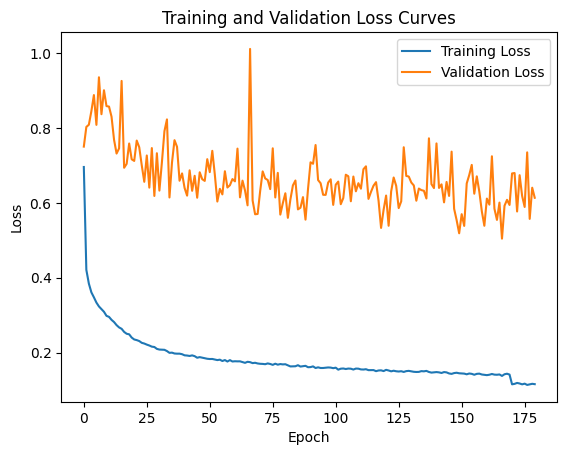 Training and Validation Loss Curves
Training Loss
Validation Loss
1.0
0.8
0.6
0.4
0.2
Loss
0 25 50 75 100 125 150 175
Epoch